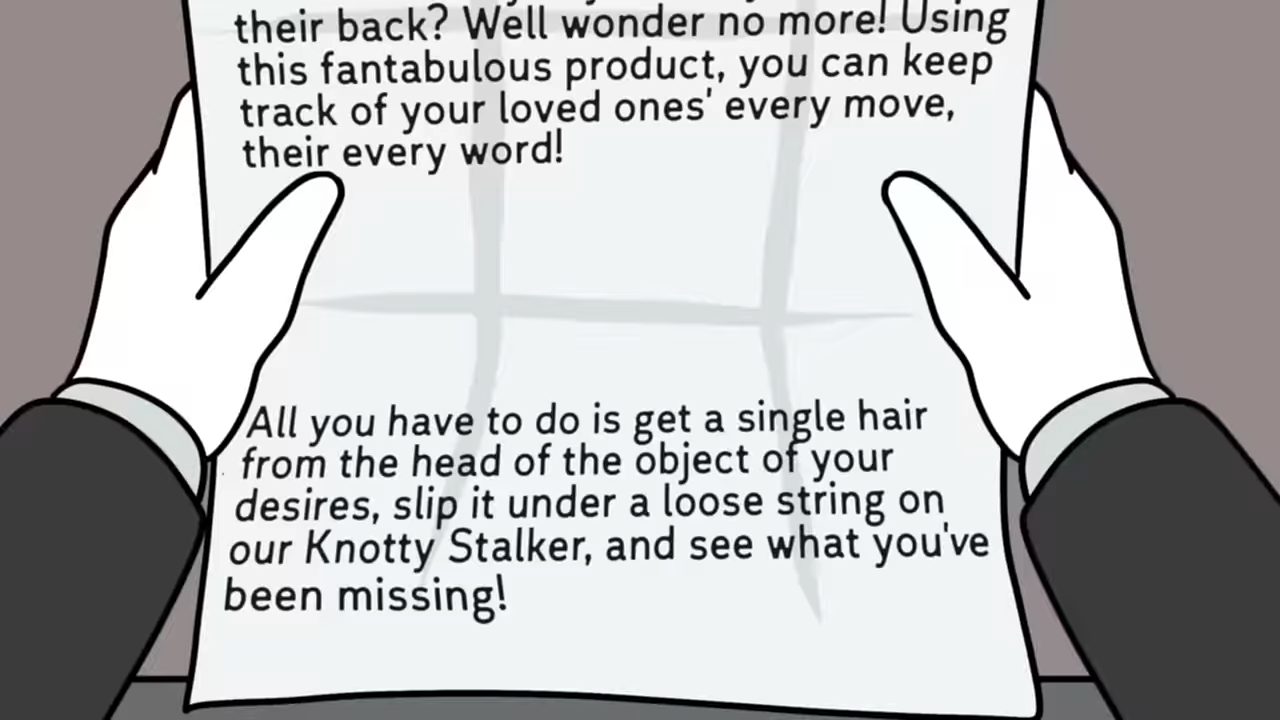 their back? Well wonder no more! Using
this fantabulous product, you can keep
track of your loved ones' every move,
their every word!
All you have to do is get a single hair
from the head of the object of your
desires, slip it under a loose string on
our Knotty Stalker, and see what you've
been missing!